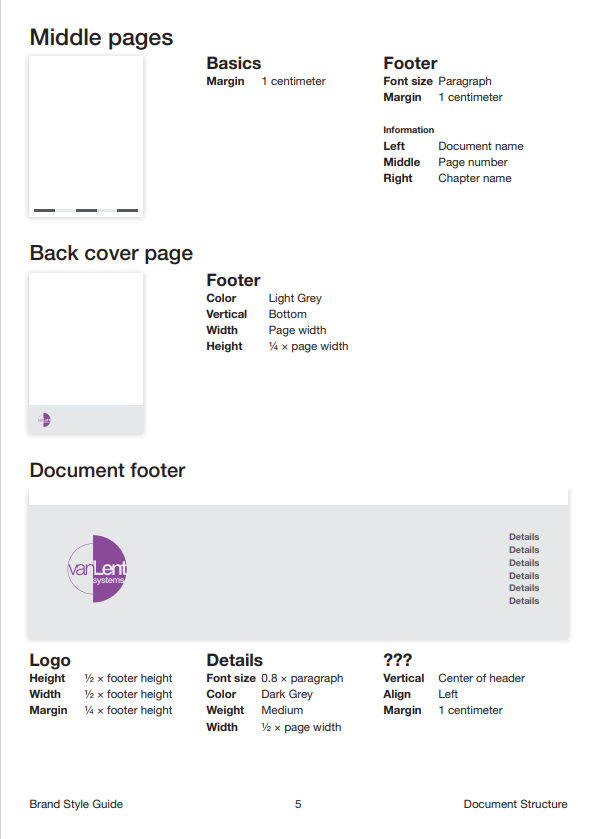 Middle pages
Basics
Margin 1 centimeter
Footer
Font size Paragraph
Margin 1 centimeter
Information
Left Document name
Middle Page number
Right Chapter name
Back cover page
Footer
Color Light Grey
Vertical Bottom
Width Page width
Height ¼ × page width
Document footer
vanLent
systems
Details
Details
Details
Details
Details
Details
Logo
Height ½ × footer height
Width ½ × footer height
Margin ¼ × footer height
Details
Font size 0.8 × paragraph
Color Dark Grey
Weight Medium
Width ½ × page width
???
Vertical Center of header
Align Left
Margin 1 centimeter
Brand Style Guide 5 Document Structure